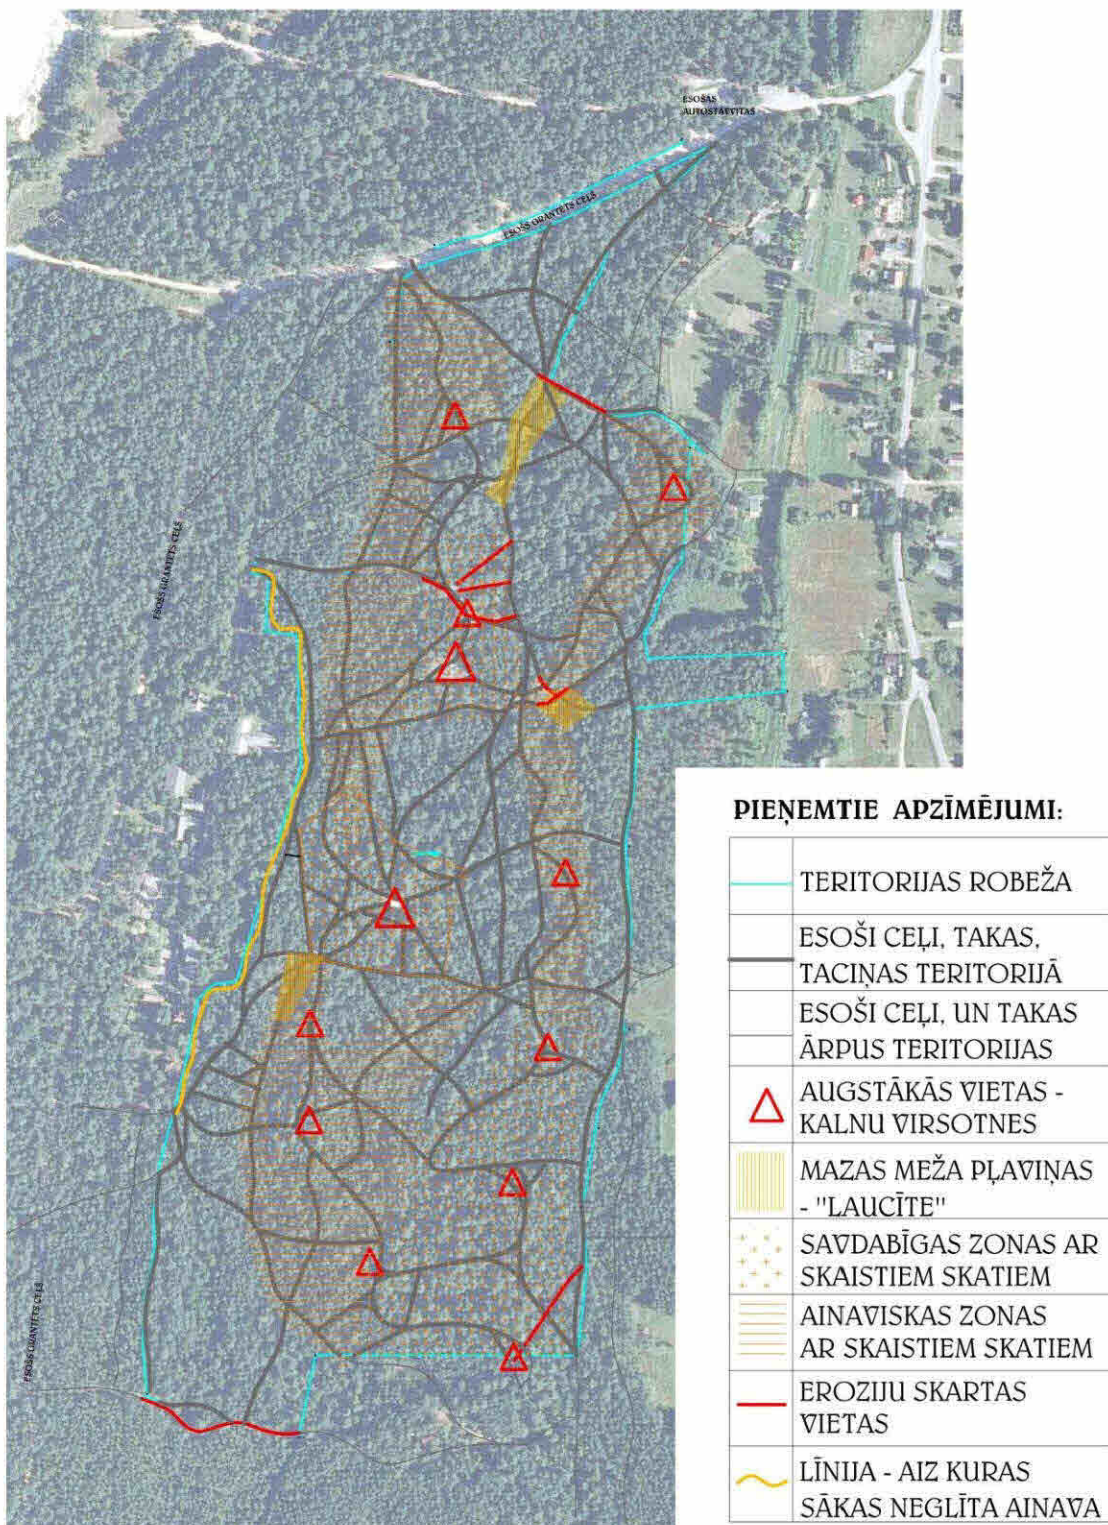 ESOŠAS
AUTOSTĀVVITAS
ESOŠS GRANTĒTS CEĻŠ
ESOŠS GRANTĒTS CEĻŠ
ESOŠS GRANTĒTS CEĻŠ
PIEŅEMTIE APZĪMĒJUMI:
TERITORIJAS ROBEŽA
ESOŠI CEĻI, TAKAS,
TACIŅAS TERITORIJĀ
ESOŠI CEĻI, UN TAKAS
ĀRPUS TERITORIJAS
AUGSTĀKĀS VIETAS -
KALNU VIRSOTNES
MAZAS MEŽA PĻAVIŅAS
- "LAUCĪTE"
SAVDABĪGAS ZONAS AR
SKAISTIEM SKATIEM
AINAVISKAS ZONAS
AR SKAISTIEM SKATIEM
EROZIJU SKARTAS
VIETAS
LĪNIJA - AIZ KURAS
SĀKAS NEGLĪTA AINAVA